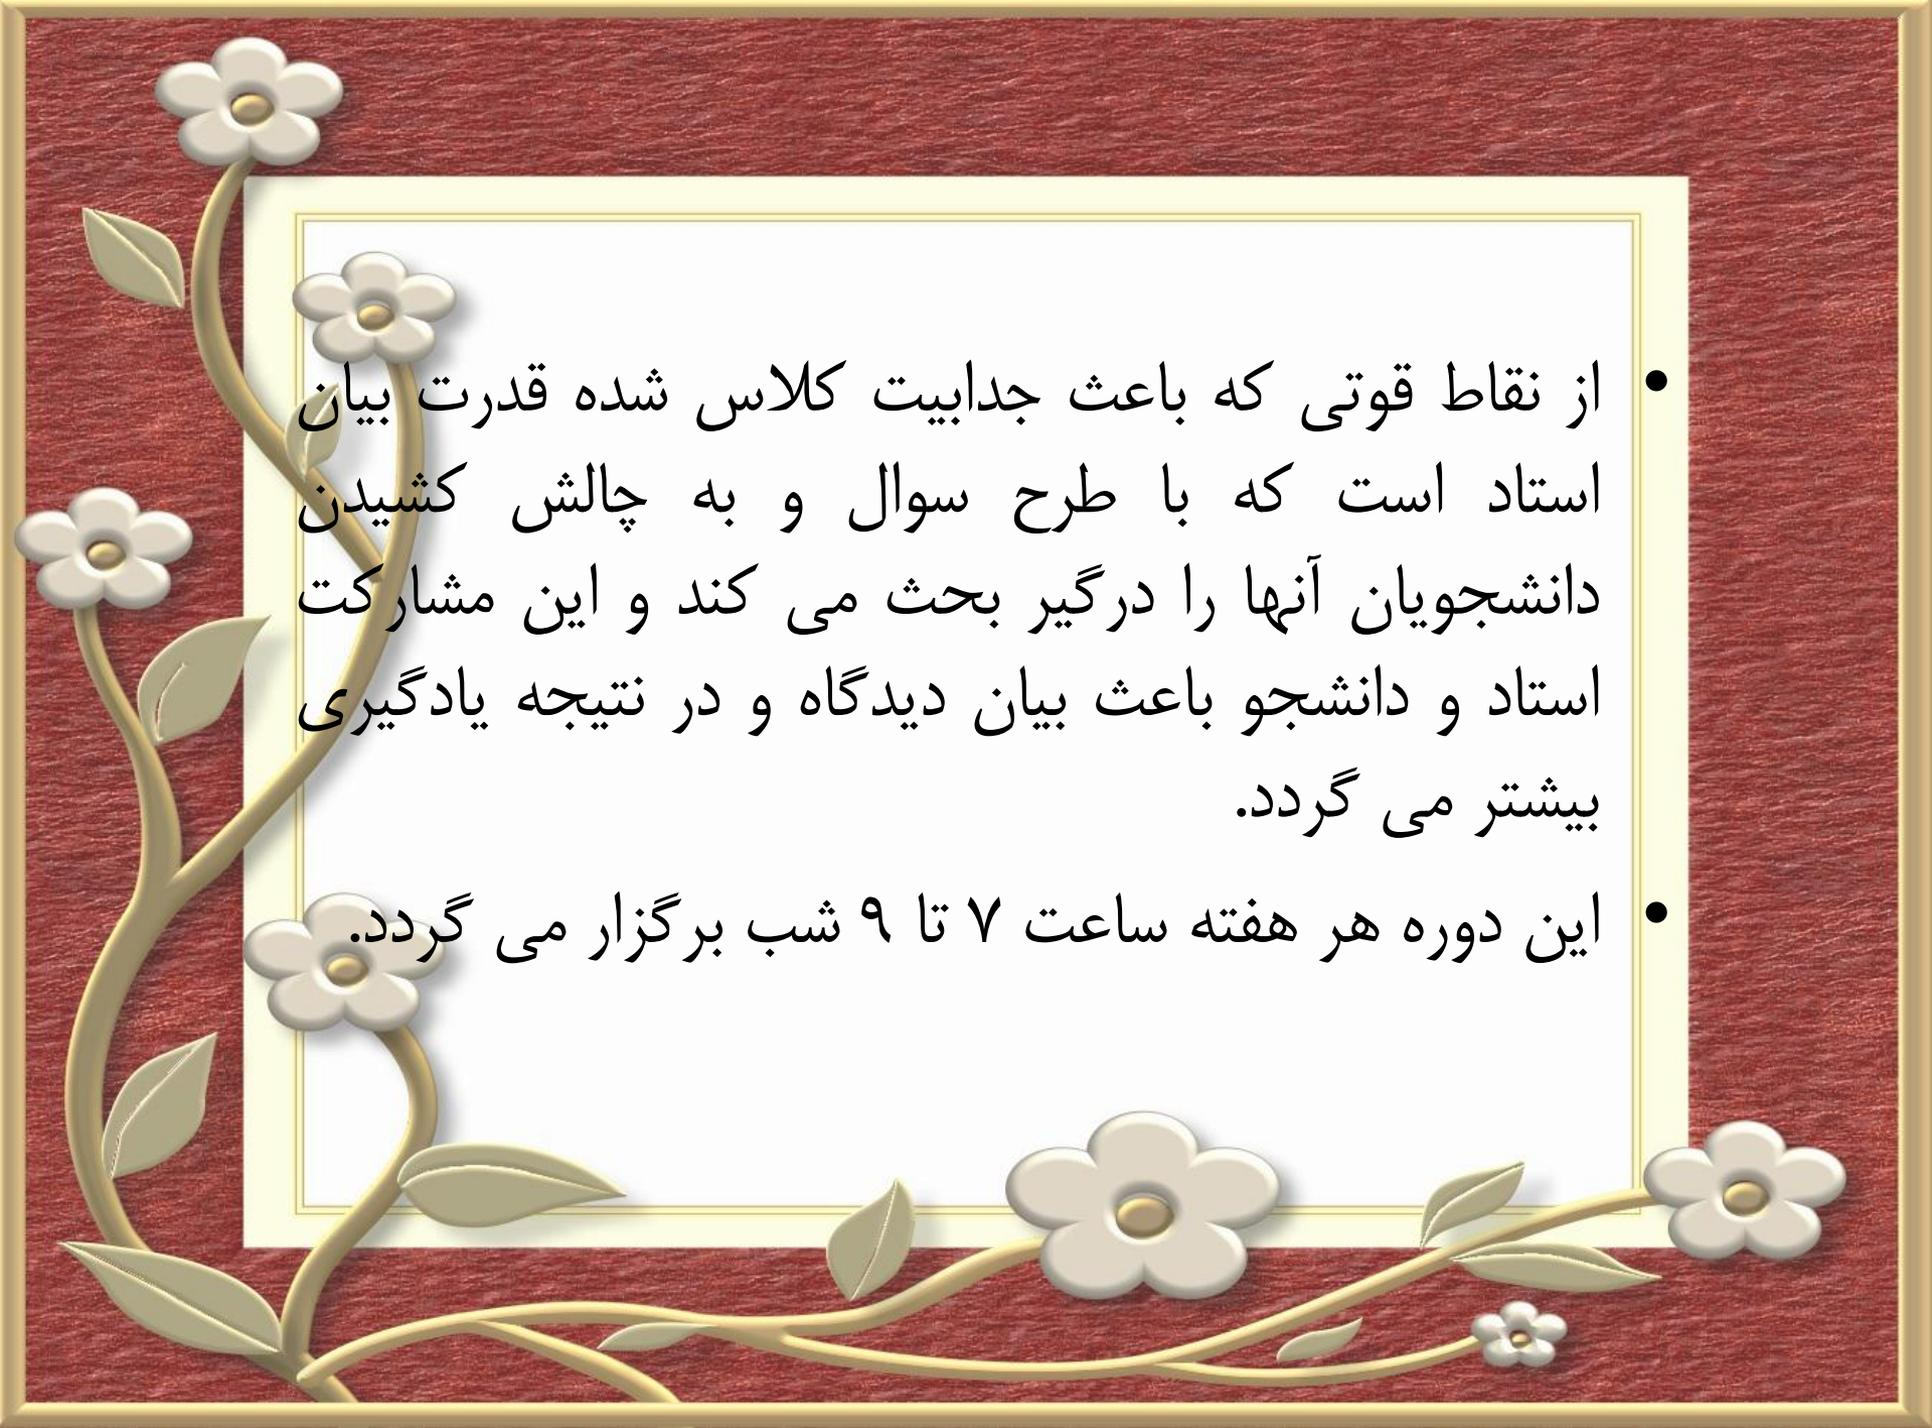 • از نقاط قوتی که باعث جدابیت کلاس شده قدرت بیان
استاد است که با طرح سوال و به چالش کشیدن
دانشجویان آنها را درگیر بحث می کند و این مشارکت
استاد و دانشجو باعث بیان دیدگاه و در نتیجه یادگیری
بیشتر می گردد.
• این دوره هر هفته ساعت ۷ تا ۹ شب برگزار می گردد.